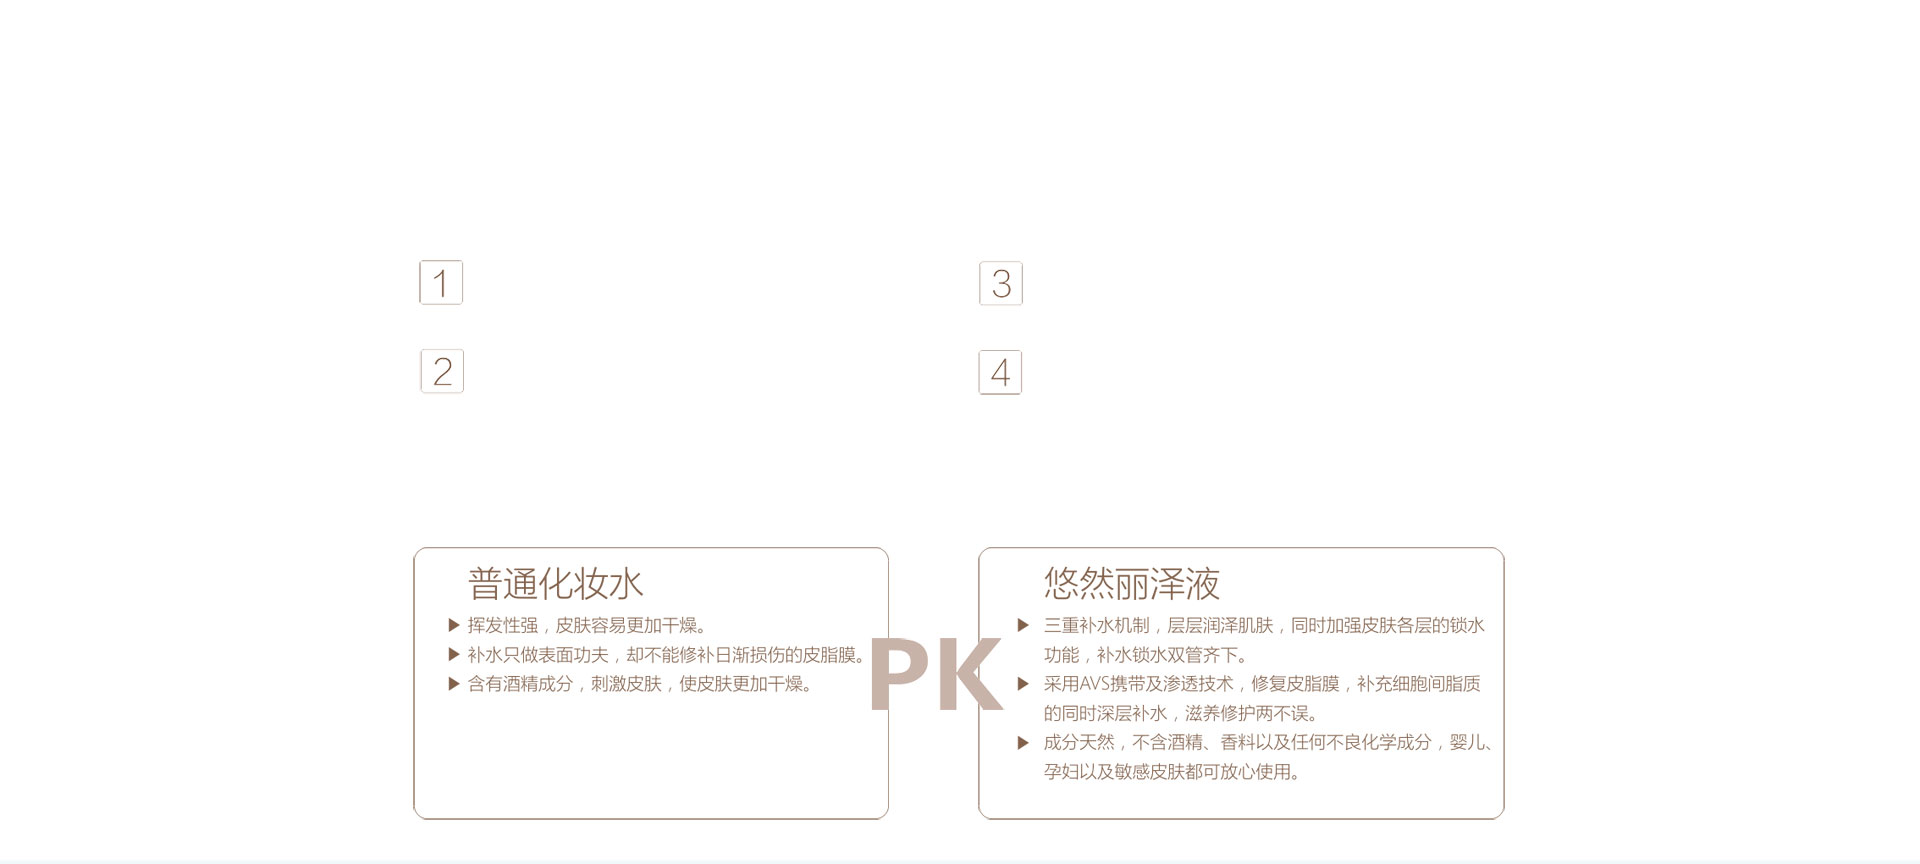 1
2
3
4
普通化妆水
挥发性强，皮肤容易更加干燥。
补水只做表面功夫，却不能修补日渐损伤的皮脂膜。
含有酒精成分，刺激皮肤，使皮肤更加干燥。
PK
悠然丽泽液
三重补水机制，层层润泽肌肤，同时加强皮肤各层的锁水
功能，补水锁水双管齐下。
采用AVS携带及渗透技术，修复皮脂膜，补充细胞间脂质
的同时深层补水，滋养修护两不误。
成分天然，不含酒精、香料以及任何不良化学成分，婴儿、
孕妇以及敏感皮肤都可放心使用。